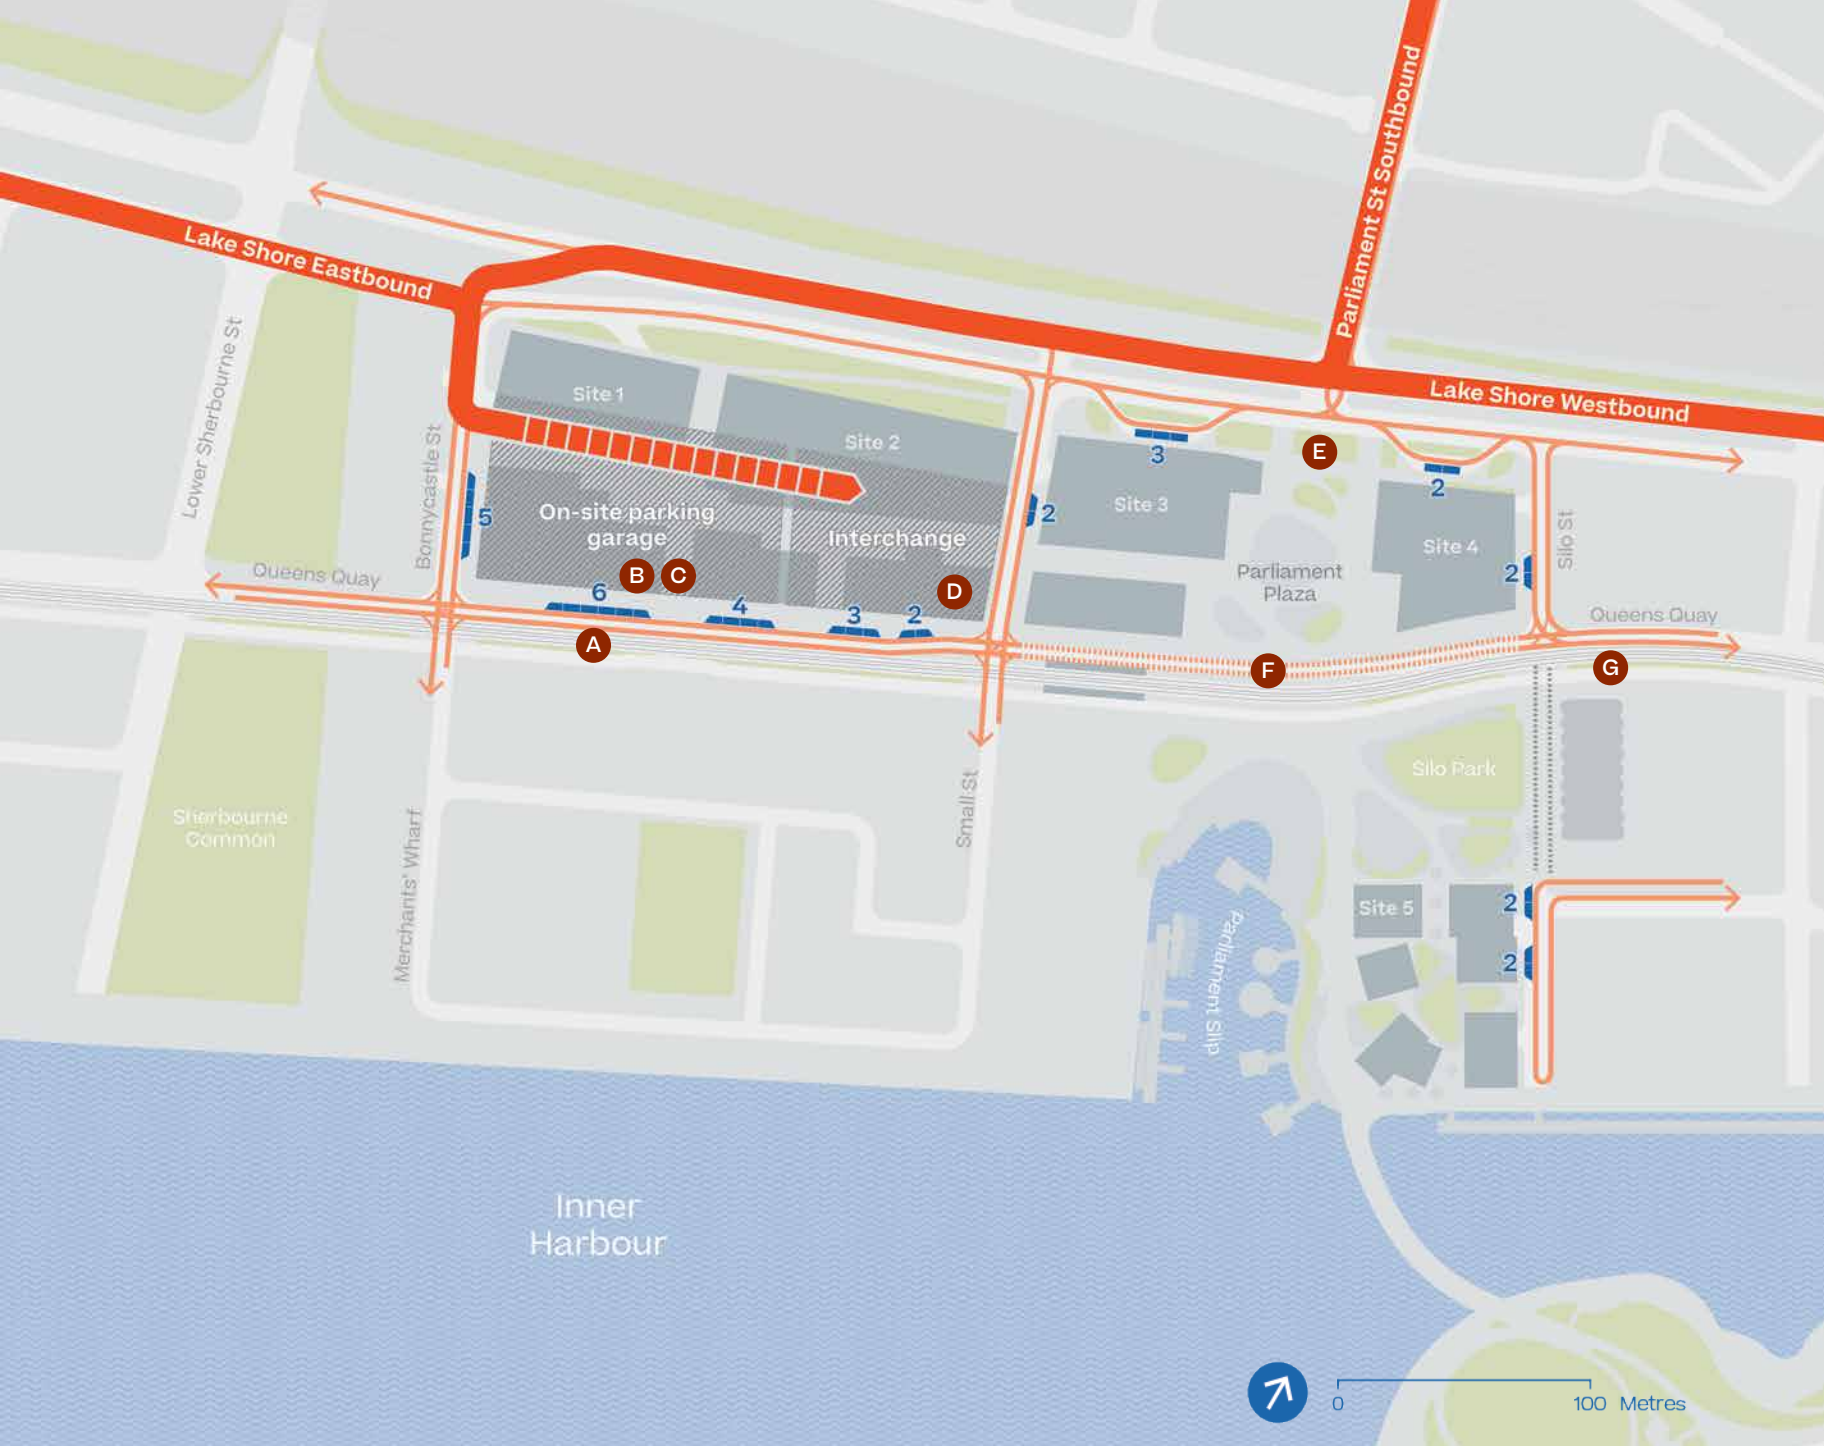 Parliament St Southbound
Lake Shore Eastbound
Lake Shore Westbound
Lower Sherbourne St
Bonnycastle St
Site 1
Site 2
3
E
2
Site 3
Site 4
5
On-site parking
garage
Interchange
2
Silo St
Parliament
Plaza
2
Queens Quay
B
C
D
6
4
3
2
A
Queens Quay
F
G
Silo Park
Sherbourne
Common
Merchants' Wharf
Small St
Site 5
2
2
Parliament Slip
Inner
Harbour
0
100 Metres